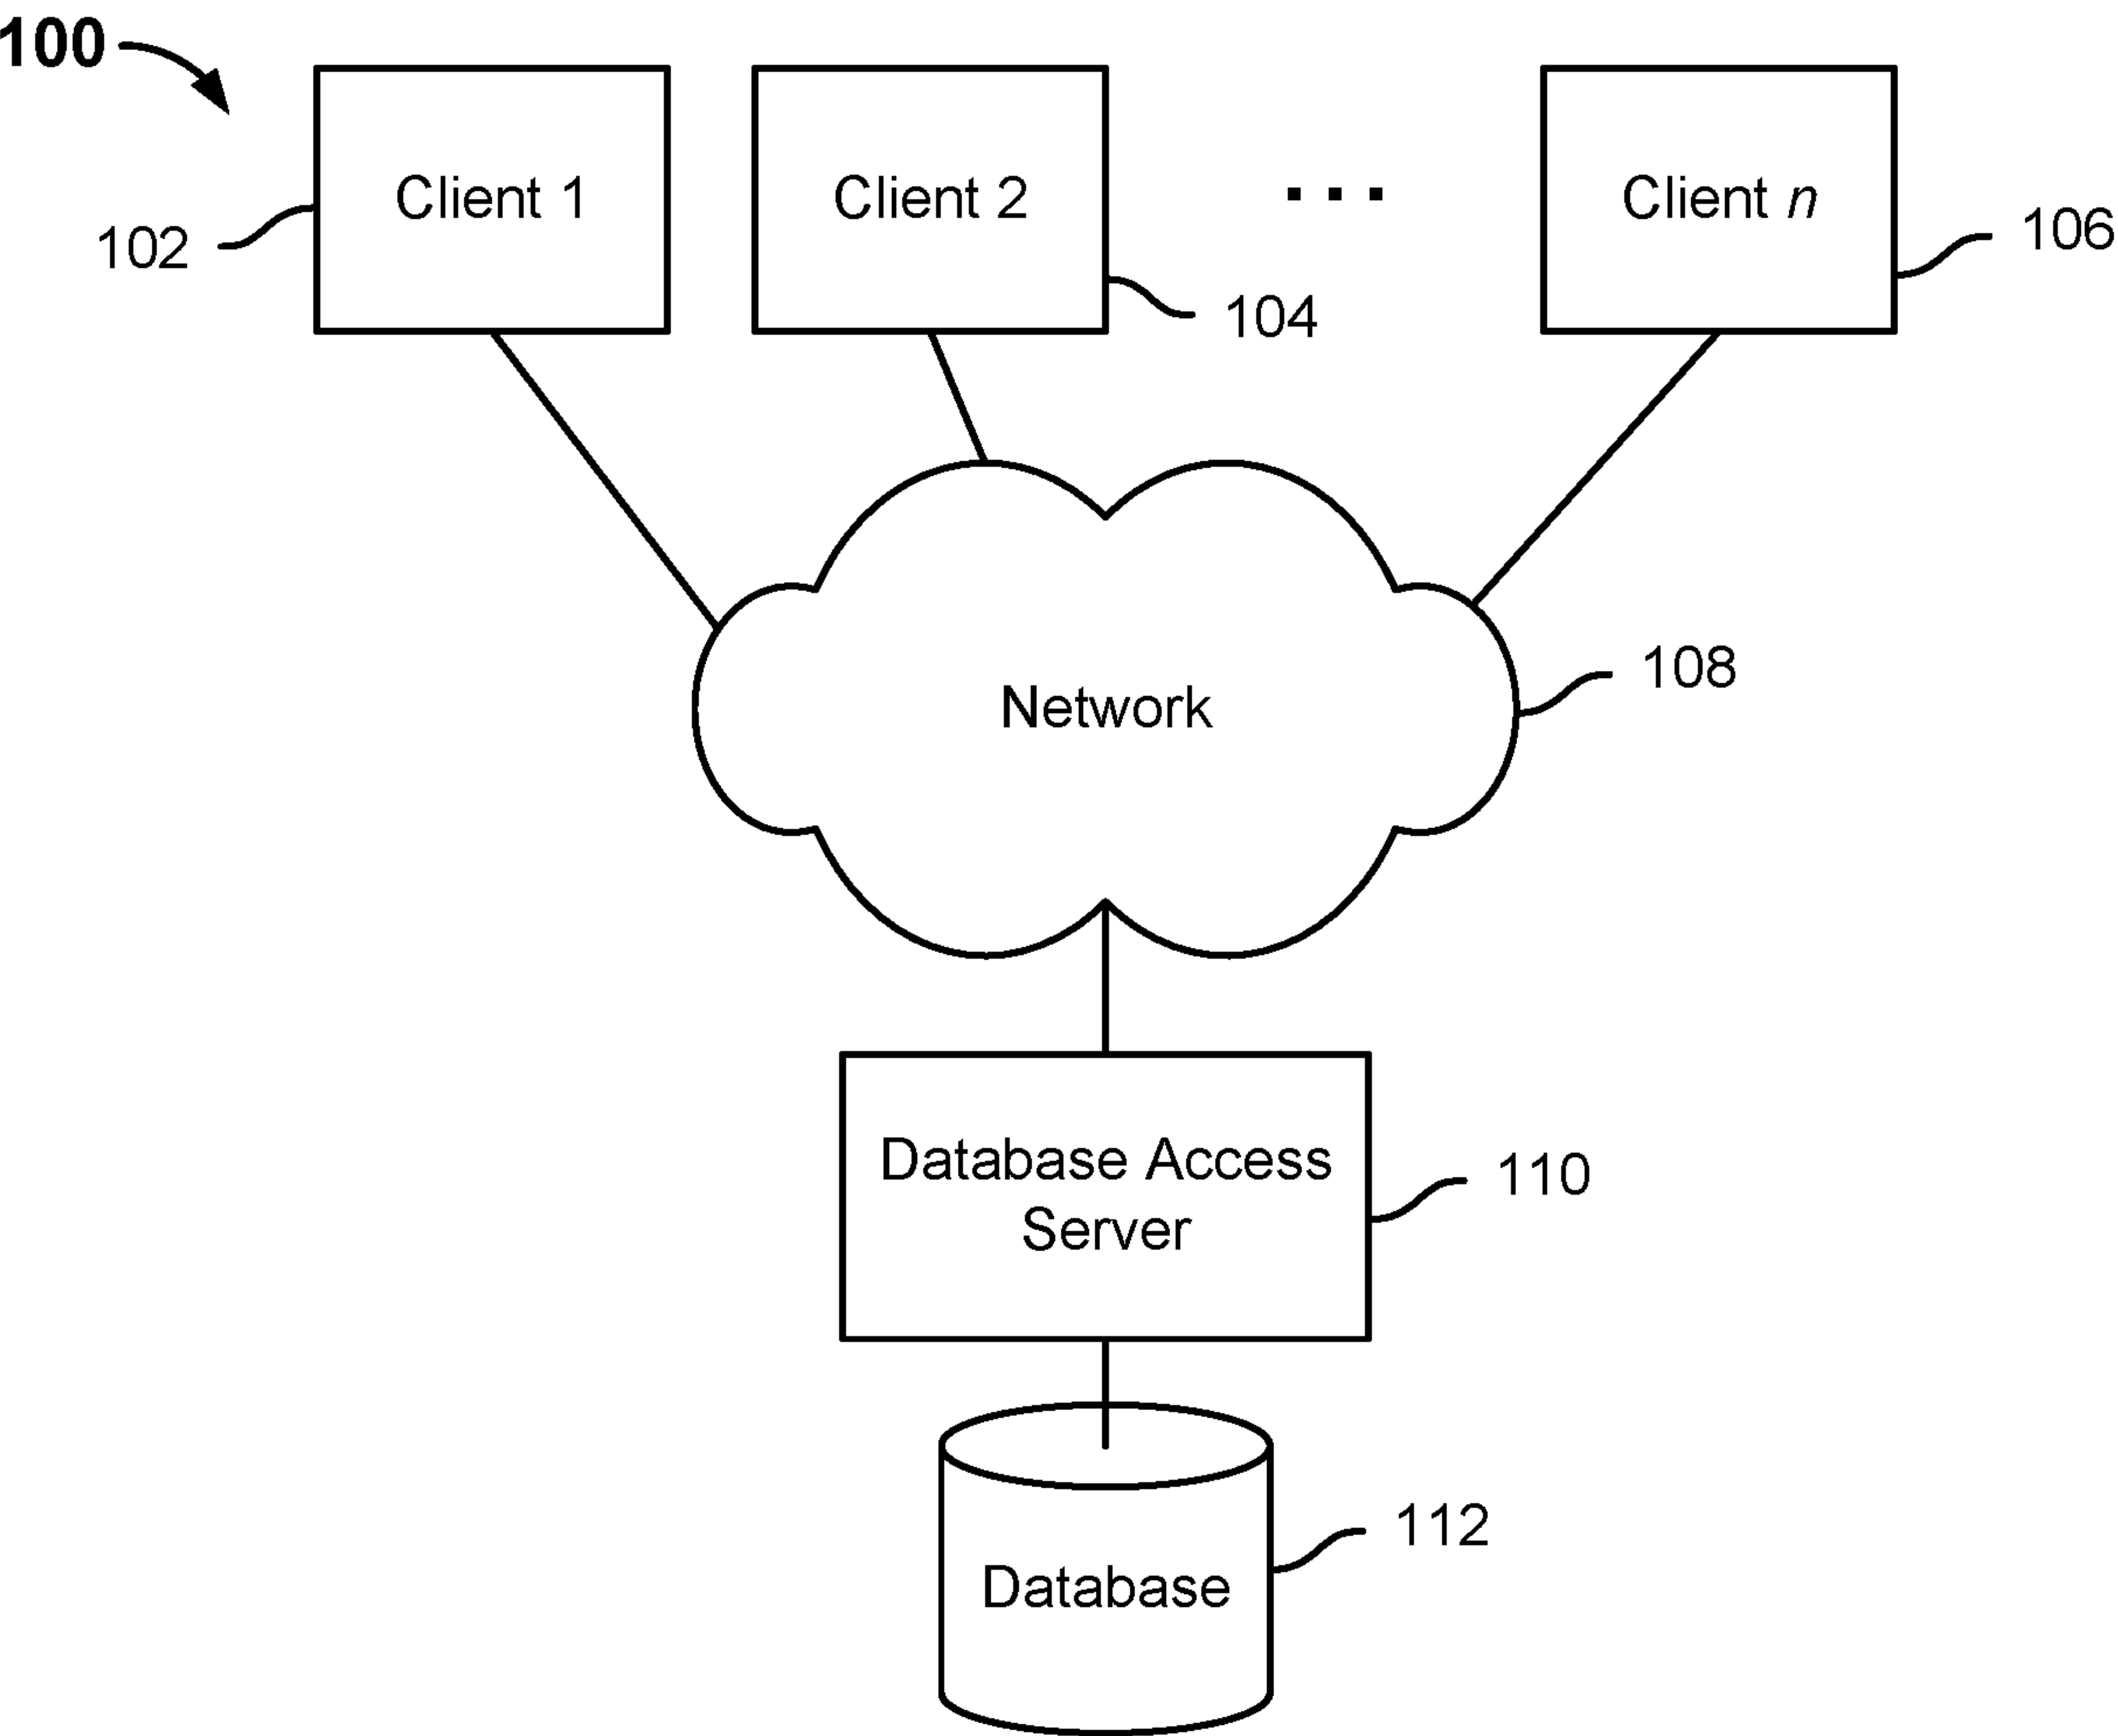 100
Client 1
Client 2
...
Client n
102
104
106
Network
108
Database Access
Server
110
Database
112